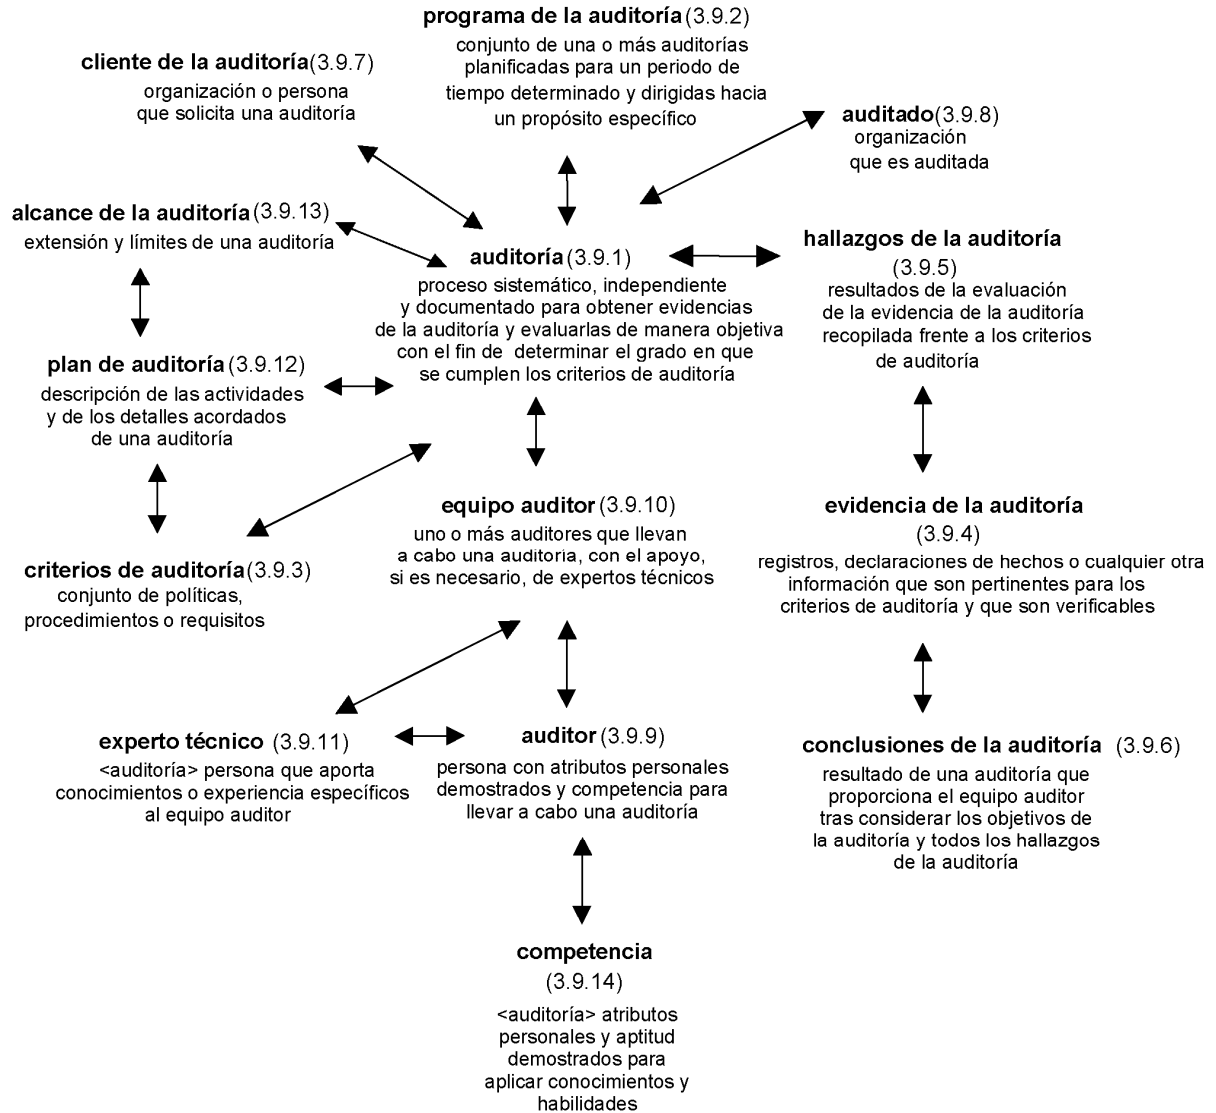 programa de la auditoría (3.9.2)
conjunto de una o más auditorías
planificadas para un periodo de
tiempo determinado y dirigidas hacia
un propósito específico
cliente de la auditoría (3.9.7)
organización o persona
que solicita una auditoría
auditado (3.9.8)
organización
que es auditada
alcance de la auditoría (3.9.13)
extensión y límites de una auditoría
auditoría (3.9.1)
proceso sistemático, independiente
y documentado para obtener evidencias
de la auditoría y evaluarlas de manera objetiva
con el fin de determinar el grado en que
se cumplen los criterios de auditoría
hallazgos de la auditoría
(3.9.5)
resultados de la evaluación
de la evidencia de la auditoría
recopilada frente a los criterios
de auditoría
plan de auditoría (3.9.12)
descripción de las actividades
y de los detalles acordados
de una auditoría
equipo auditor (3.9.10)
uno o más auditores que llevan
a cabo una auditoria, con el apoyo,
si es necesario, de expertos técnicos
evidencia de la auditoría
(3.9.4)
registros, declaraciones de hechos o cualquier otra
información que son pertinentes para los
criterios de auditoría y que son verificables
criterios de auditoría (3.9.3)
conjunto de políticas,
procedimientos o requisitos
experto técnico (3.9.11)
<auditoría> persona que aporta
conocimientos o experiencia específicos
al equipo auditor
auditor (3.9.9)
persona con atributos personales
demostrados y competencia para
llevar a cabo una auditoría
conclusiones de la auditoría (3.9.6)
resultado de una auditoría que
proporciona el equipo auditor
tras considerar los objetivos de
la auditoría y todos los hallazgos
de la auditoría
competencia
(3.9.14)
<auditoría> atributos
personales y aptitud
demostrados para
aplicar conocimientos y
habilidades